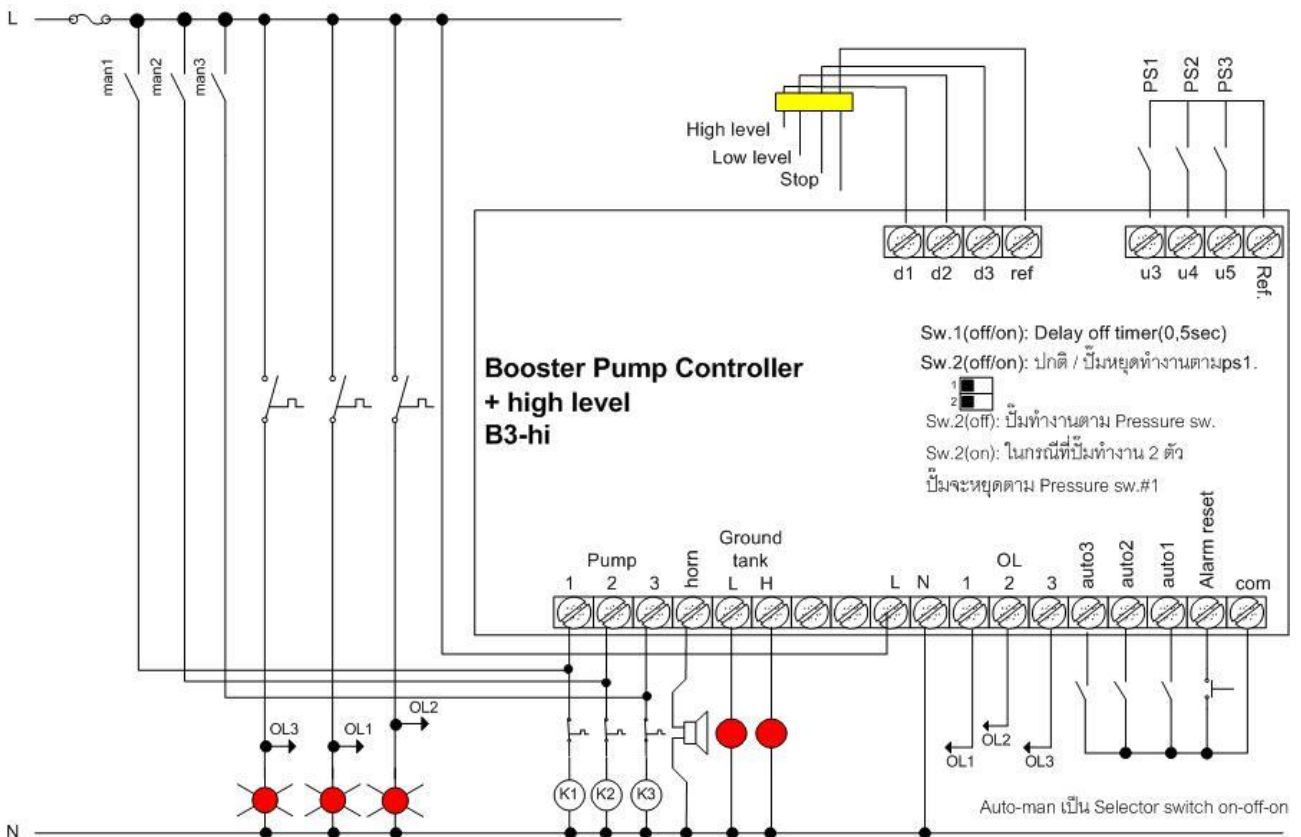 L
man1 man2 man3
PS1 PS2 PS3
High level
Low level
Stop
d1 d2 d3 ref
u3 u4 u5 Ref.
Sw.1(off/on): Delay off timer(0,5sec)
Sw.2(off/on): ปกติ / ปั๊มหยุดทำงานตามps1.
1
2
Sw.2(off): ปั๊มทำงานตาม Pressure sw.
Sw.2(on): ในกรณีที่ปั๊มทำงาน 2 ตัว
ปั๊มจะหยุดตาม Pressure sw.#1
Booster Pump Controller
+ high level
B3-hi
Pump
Ground
tank
OL
1 2 3 horn L H L N 1 2 3 auto3 auto2 auto1 Alarm reset com
OL3 OL1 OL2
OL1 OL2 OL3
K1 K2 K3
Auto-man เป็น Selector switch on-off-on
N